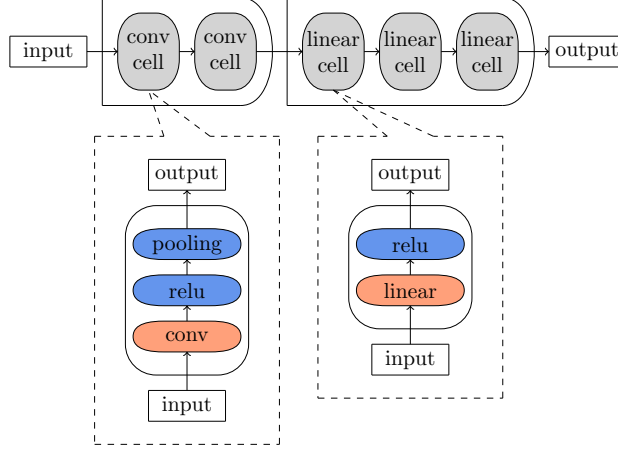 input
conv
cell
conv
cell
linear
cell
linear
cell
linear
cell
output
output
pooling
relu
conv
input
output
relu
linear
input